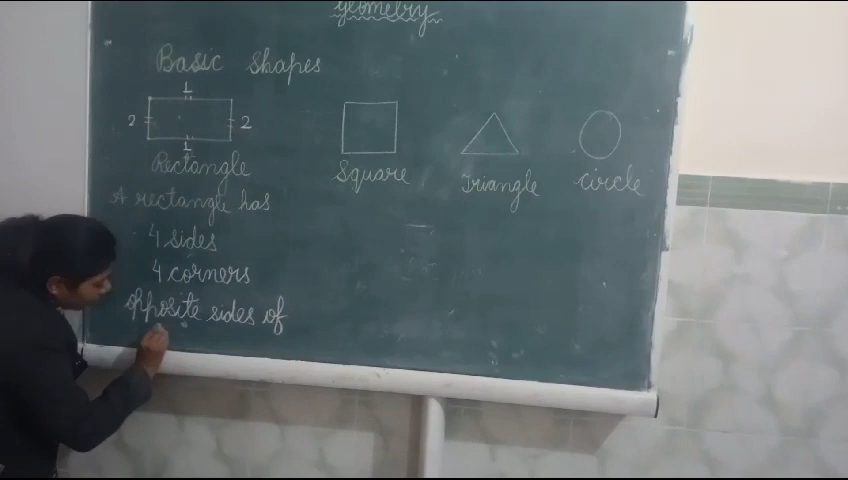 geometry
Basic shapes
1
2 2
1
Rectangle Square Triangle circle
A rectangle has
4 sides
4 corners
opposite sides of